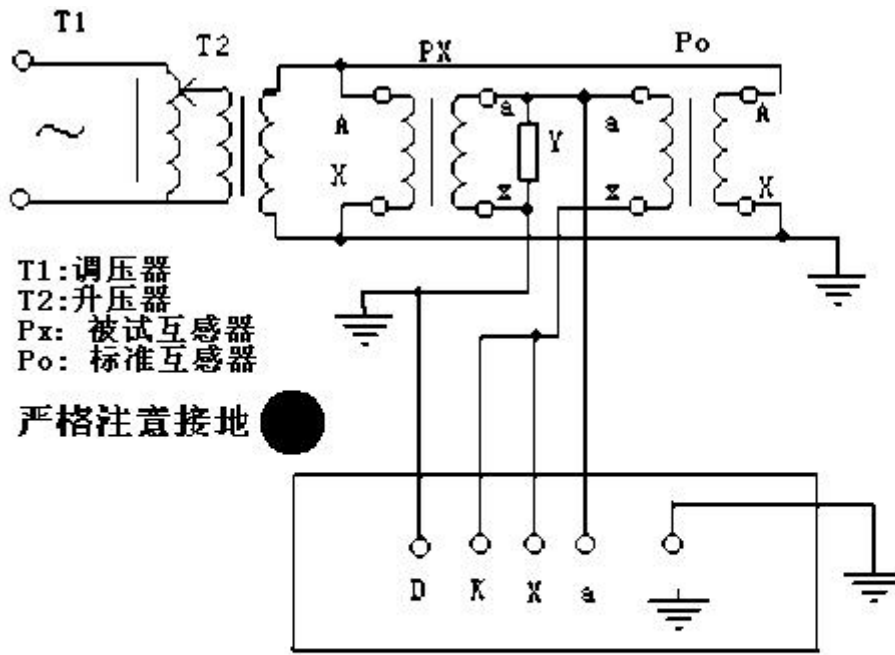 T1
T2
PX
Po
A
X
a
x
Y
a
x
A
X
T1:调压器
T2:升压器
Px: 被试互感器
Po: 标准互感器
严格注意接地
D K X a